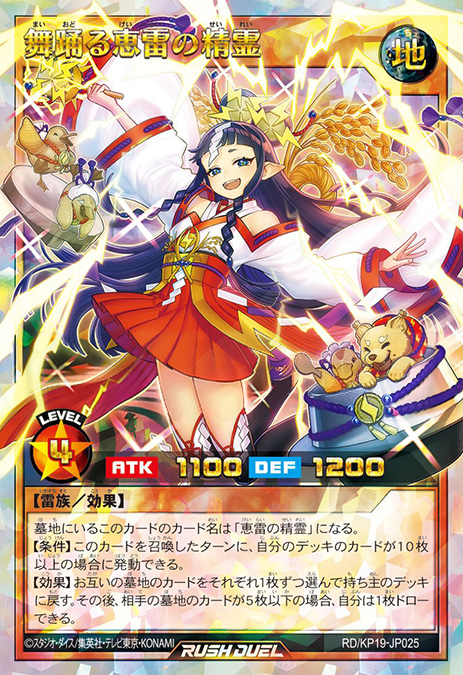 舞踊る恵雷の精霊
地
LEVEL
4
ATK 1100 DEF 1200
【雷族／効果】
墓地にいるこのカードのカード名は「恵雷の精霊」になる。
【条件】このカードを召喚したターンに、自分のデッキのカードが10枚
以上の場合に発動できる。
【効果】お互いの墓地のカードをそれぞれ1枚ずつ選んで持ち主のデッキ
に戻す。その後、相手の墓地のカードが5枚以下の場合、自分は1枚ドロー
できる。
©スタジオ・ダイス/集英社・テレビ東京・KONAMI
RUSH DUEL
RD/KP19-JP025